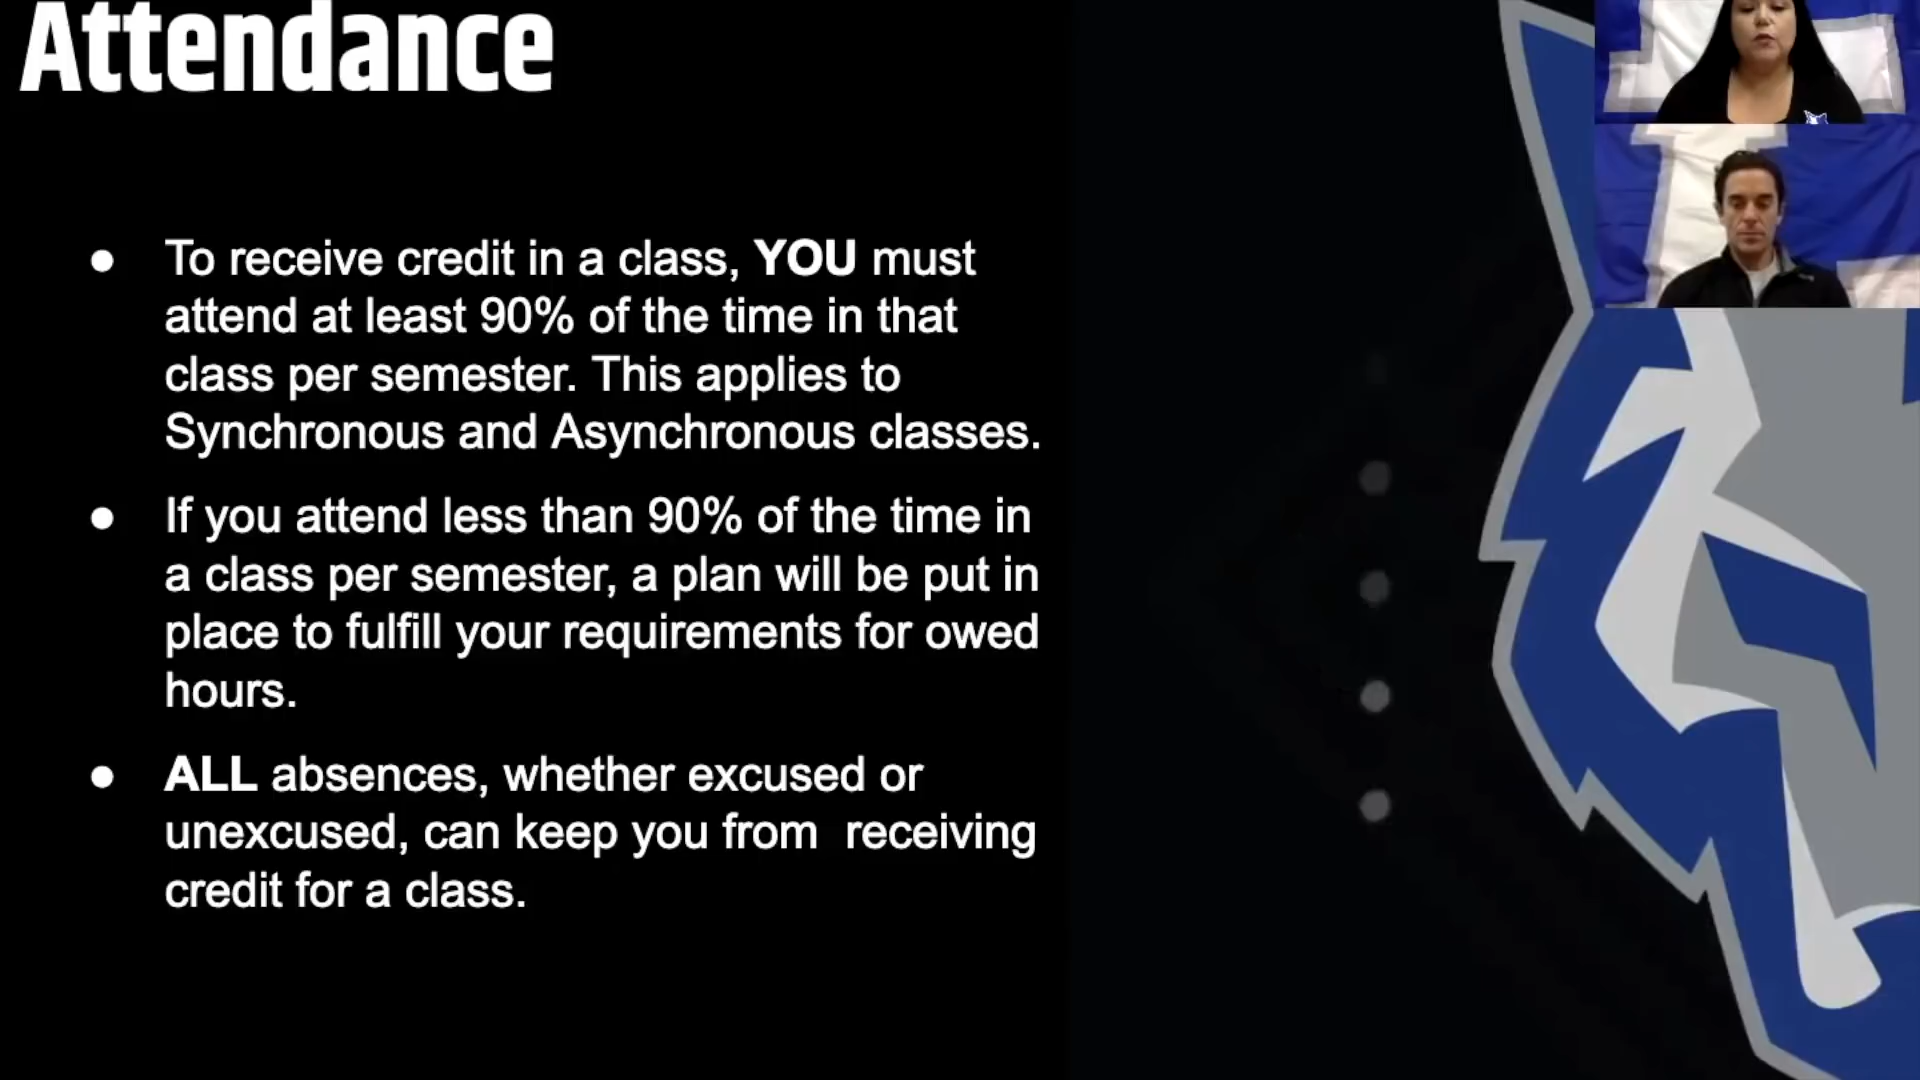 Attendance
● To receive credit in a class, YOU must
attend at least 90% of the time in that
class per semester. This applies to
Synchronous and Asynchronous classes.
● If you attend less than 90% of the time in
a class per semester, a plan will be put in
place to fulfill your requirements for owed
hours.
● ALL absences, whether excused or
unexcused, can keep you from  receiving
credit for a class.